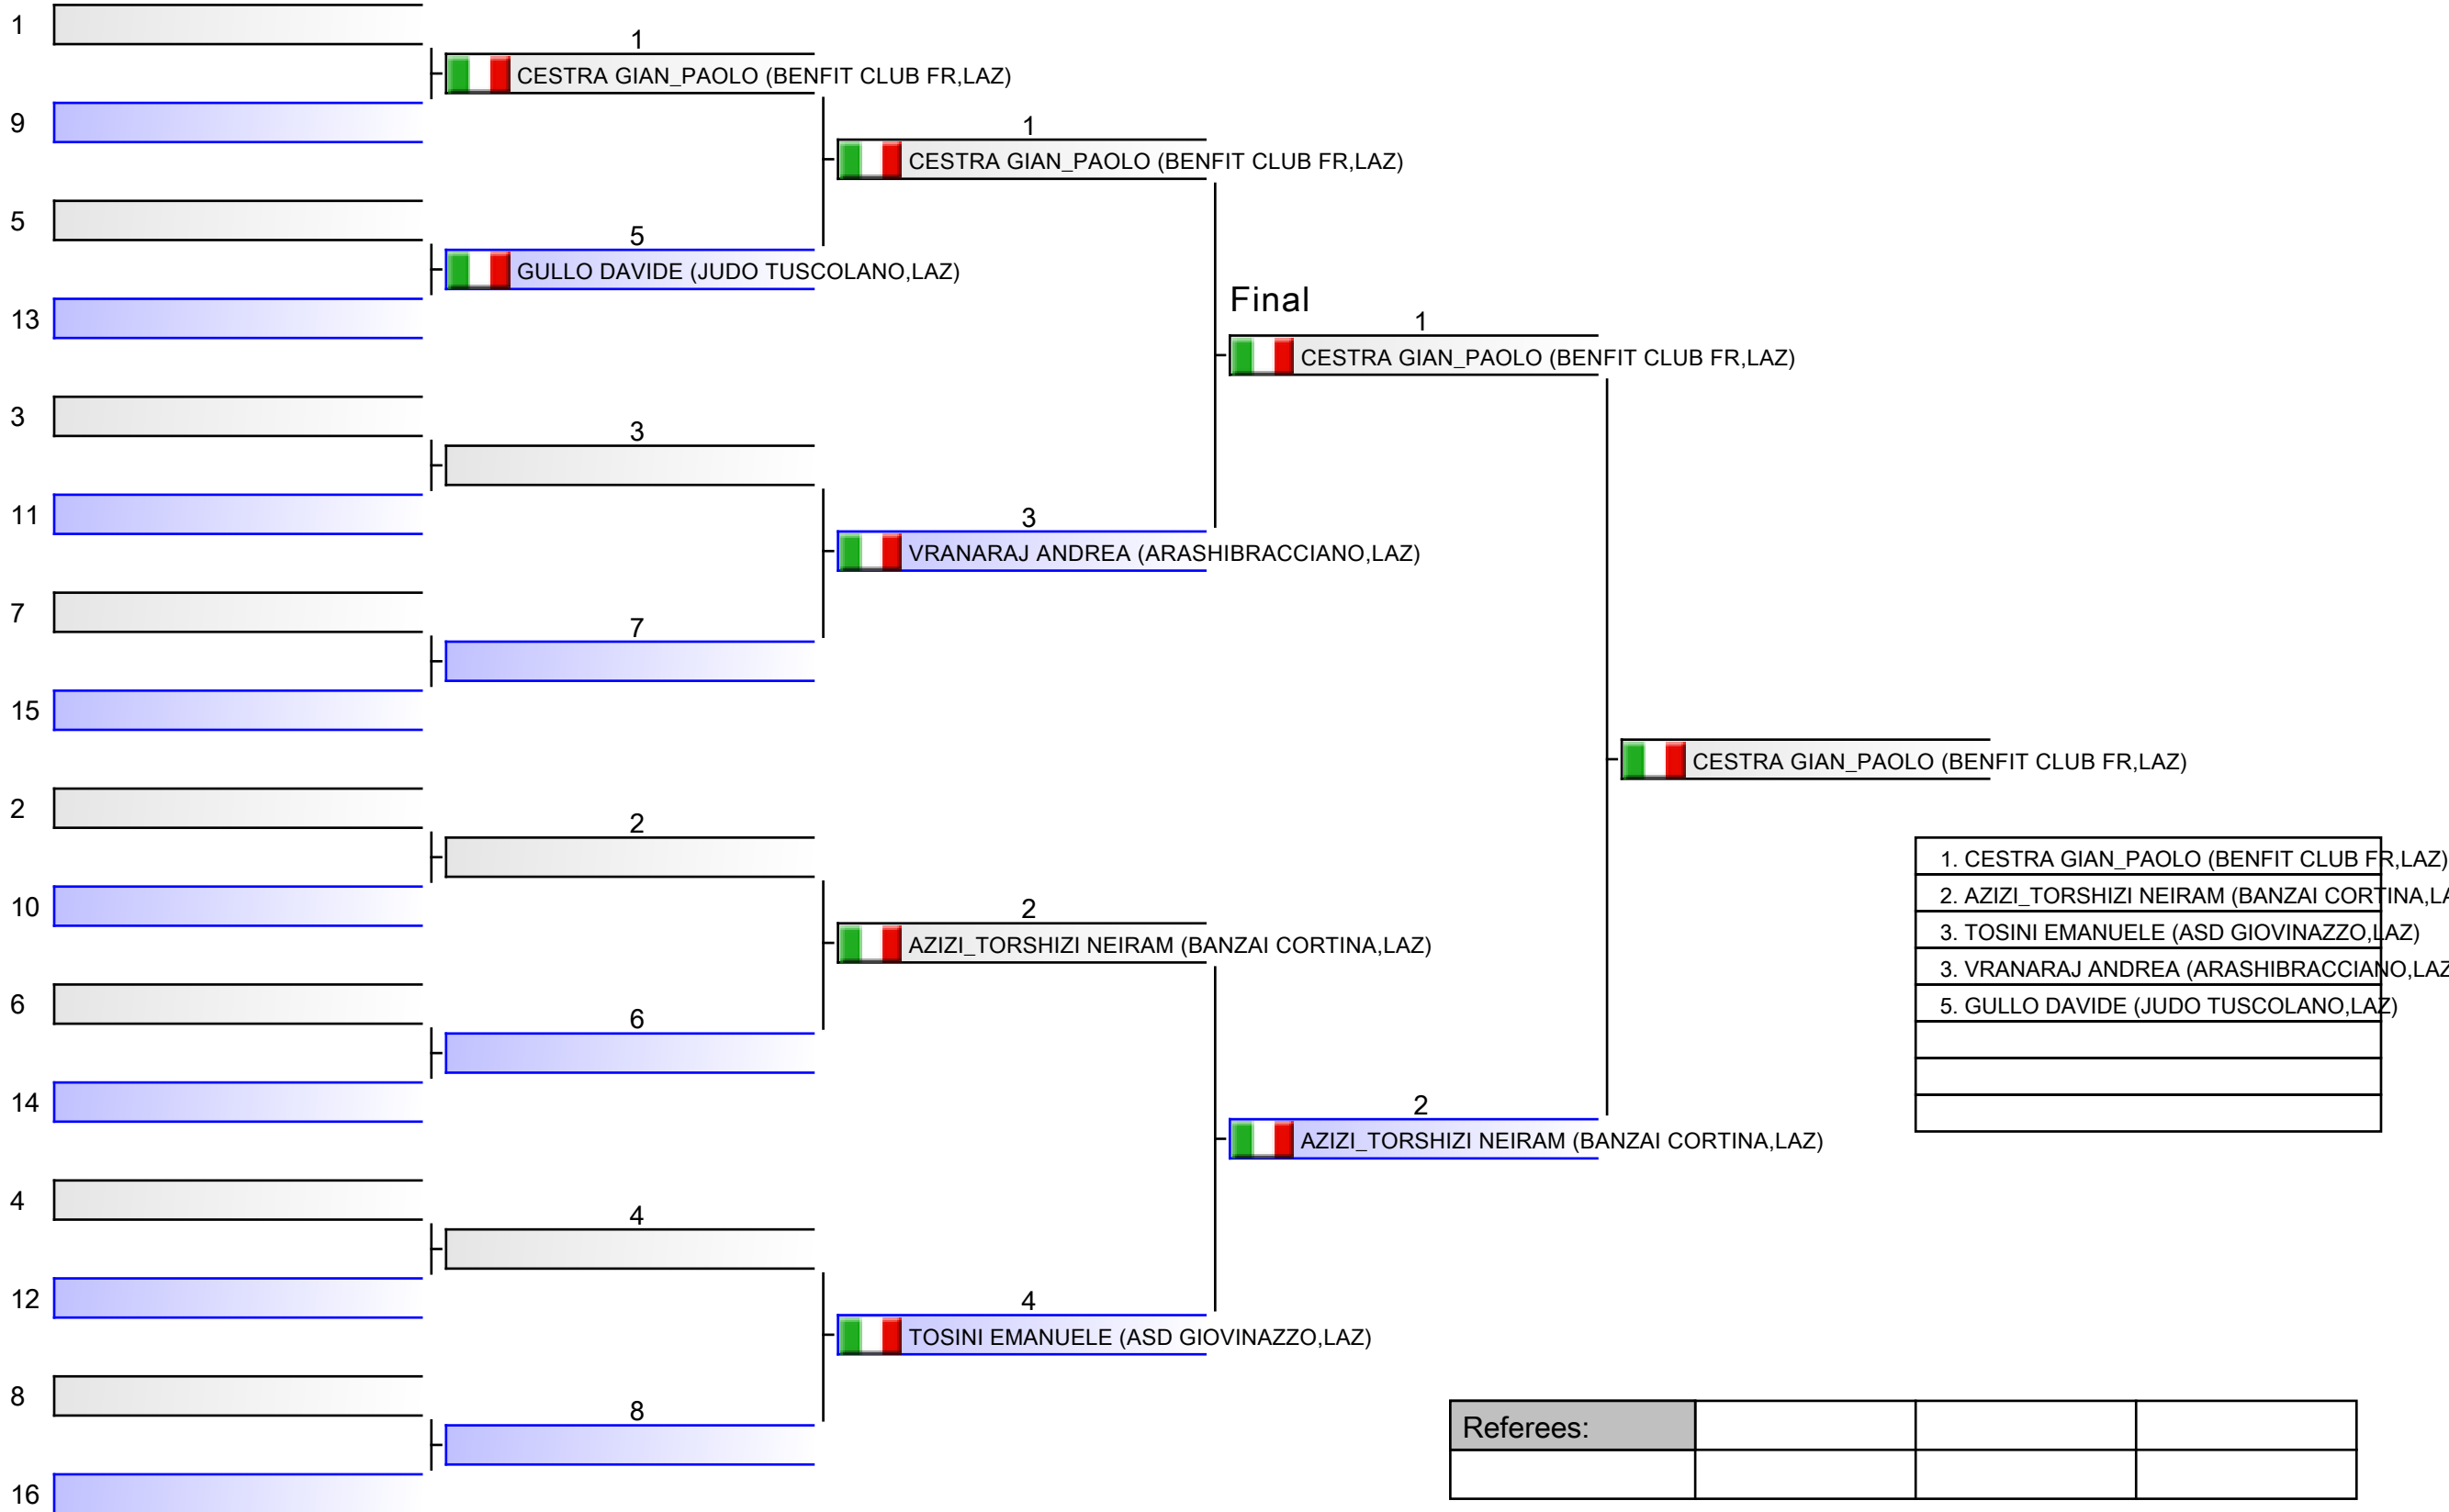 1
1
CESTRA GIAN_PAOLO (BENFIT CLUB FR,LAZ)
9
1
CESTRA GIAN_PAOLO (BENFIT CLUB FR,LAZ)
5
5
GULLO DAVIDE (JUDO TUSCOLANO,LAZ)
13
Final
1
CESTRA GIAN_PAOLO (BENFIT CLUB FR,LAZ)
3
3
11
3
VRANARAJ ANDREA (ARASHIBRACCIANO,LAZ)
7
7
15
CESTRA GIAN_PAOLO (BENFIT CLUB FR,LAZ)
2
2
10
2
AZIZI_TORSHIZI NEIRAM (BANZAI CORTINA,LAZ)
6
6
14
2
AZIZI_TORSHIZI NEIRAM (BANZAI CORTINA,LAZ)
4
4
12
4
TOSINI EMANUELE (ASD GIOVINAZZO,LAZ)
8
8
16
1. CESTRA GIAN_PAOLO (BENFIT CLUB FR,LAZ)
2. AZIZI_TORSHIZI NEIRAM (BANZAI CORTINA,LA
3. TOSINI EMANUELE (ASD GIOVINAZZO,LAZ)
3. VRANARAJ ANDREA (ARASHIBRACCIANO,LAZ
5. GULLO DAVIDE (JUDO TUSCOLANO,LAZ)
Referees: